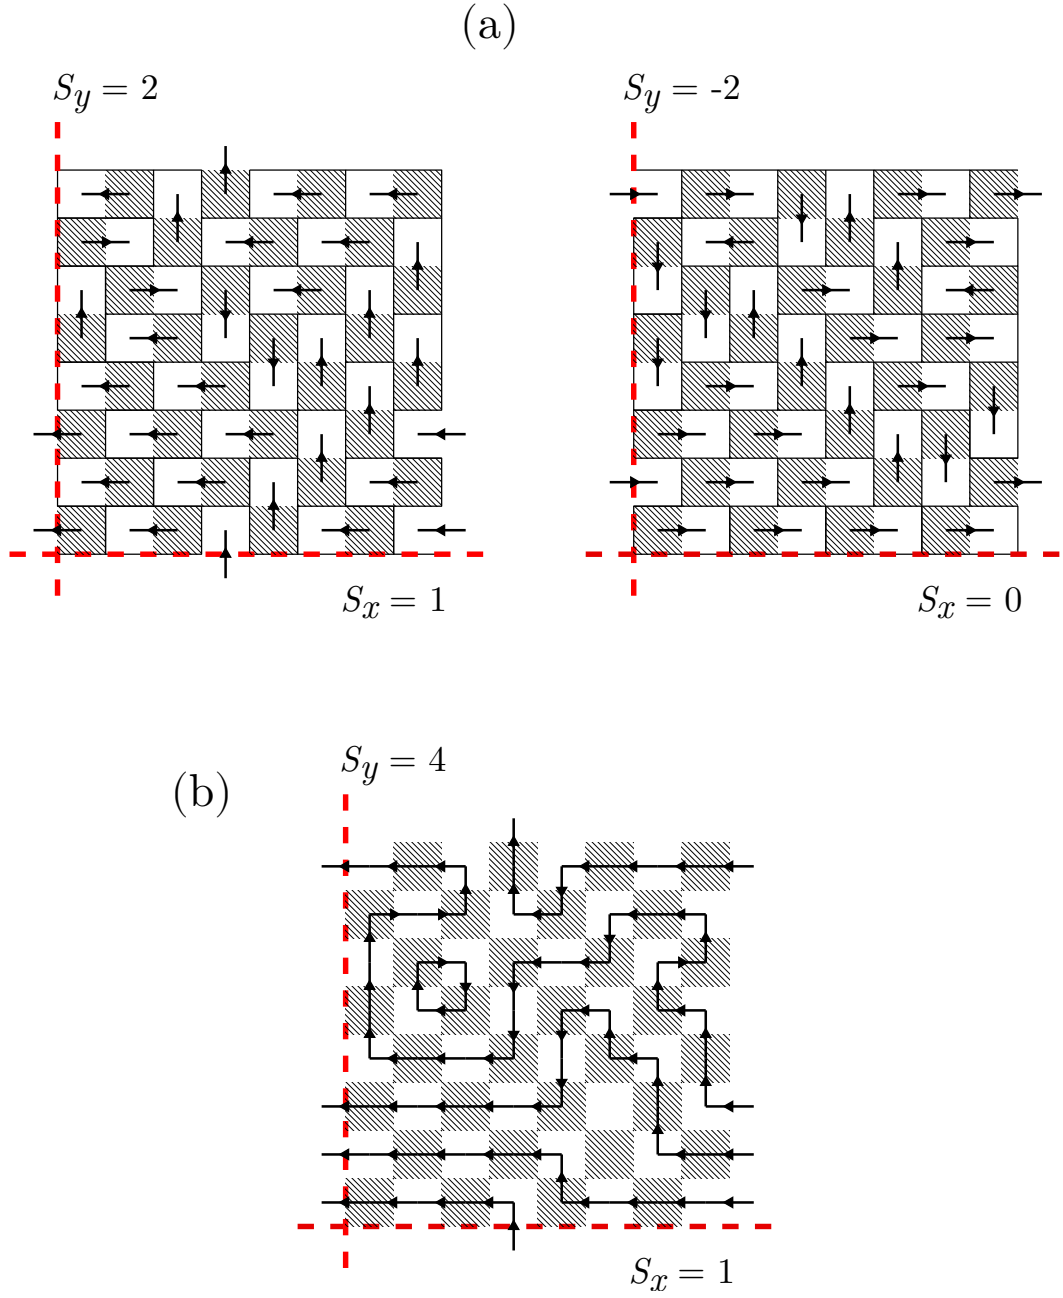 (a)
S_y = 2
S_y = -2
S_x = 1
S_x = 0
(b)
S_y = 4
S_x = 1